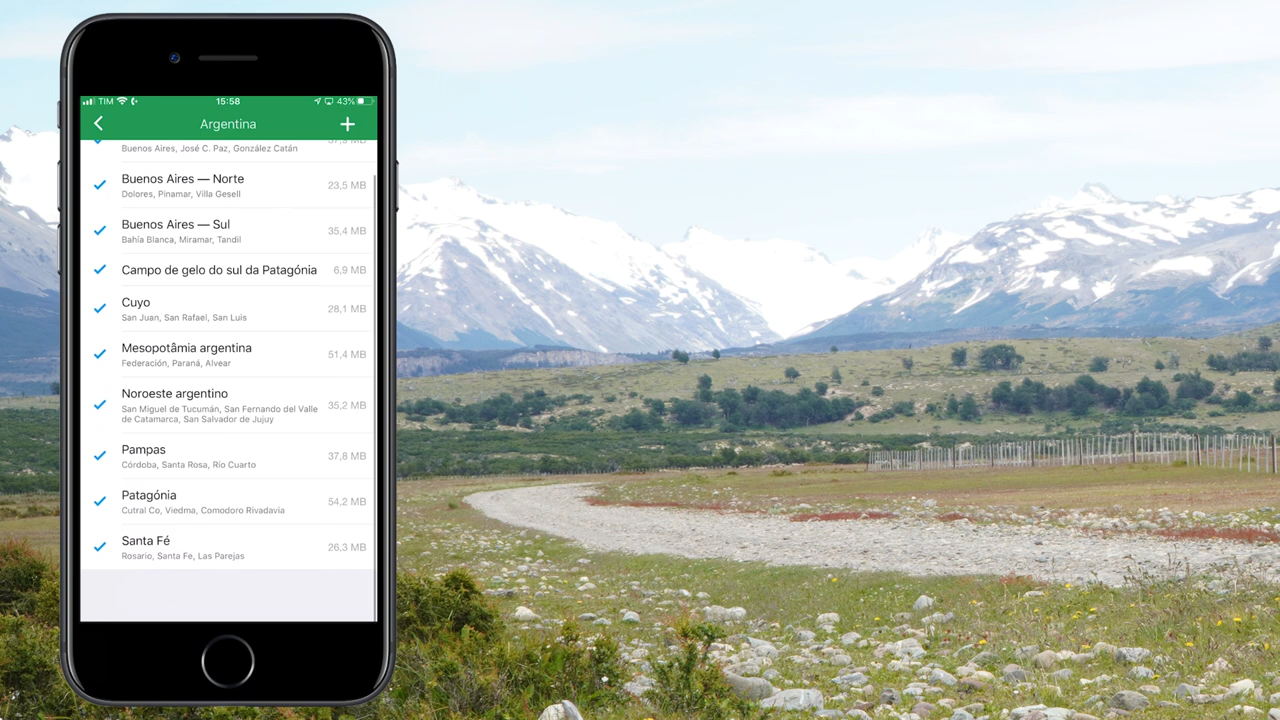 TIM 15:58 43%
Argentina
Buenos Aires, José C. Paz, González Catán
Buenos Aires — Norte
23,5 MB
Dolores, Pinamar, Villa Gesell
Buenos Aires — Sul
35,4 MB
Bahía Blanca, Miramar, Tandil
Campo de gelo do sul da Patagónia 6,9 MB
Cuyo
28,1 MB
San Juan, San Rafael, San Luis
Mesopotâmia argentina
51,4 MB
Federación, Paraná, Alvear
Noroeste argentino
35,2 MB
San Miguel de Tucumán, San Fernando del Valle
de Catamarca, San Salvador de Jujuy
Pampas
37,8 MB
Córdoba, Santa Rosa, Río Cuarto
Patagónia
54,2 MB
Cutral Co, Viedma, Comodoro Rivadavia
Santa Fé
26,3 MB
Rosario, Santa Fe, Las Parejas